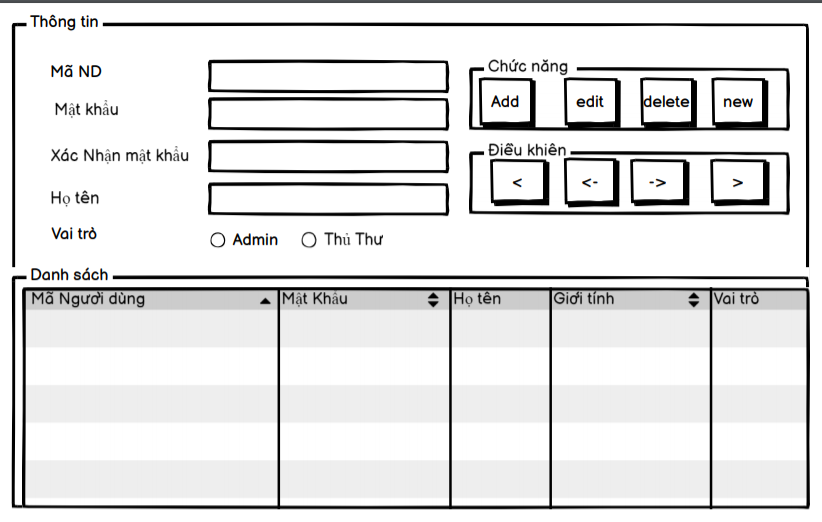 Thông tin
Mã ND
Mật khẩu
Xác Nhận mật khẩu
Họ tên
Vai trò
Admin
Thủ Thư
Chức năng
Add edit delete new
Điều khiên
< <- -> >
Danh sách
Mã Người dùng Mật Khẩu Họ tên Giới tính Vai trò